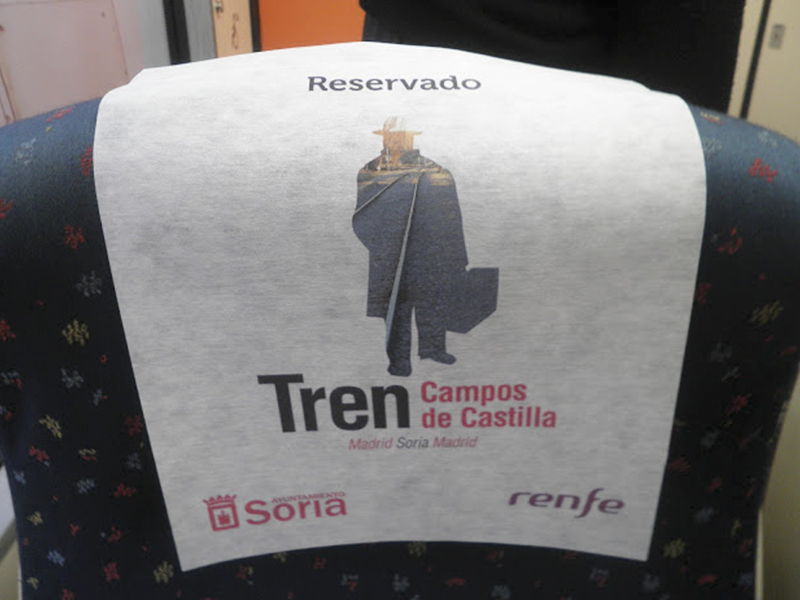 Reservado
Tren Campos
de Castilla
Madrid Soria Madrid
AYUNTAMIENTO
Soria
renfe